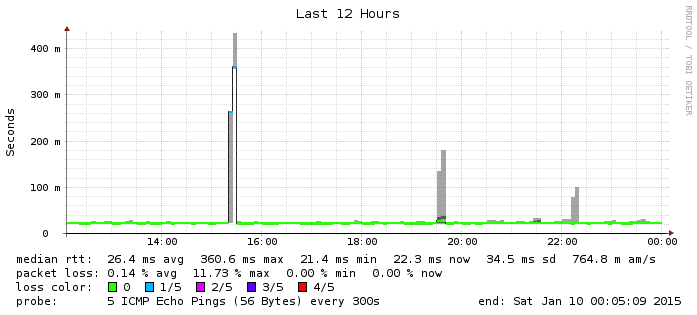 Last 12 Hours
RRDTOOL / TOBI OETIKER
Seconds
400 m
300 m
200 m
100 m
0
14:00 16:00 18:00 20:00 22:00 00:00
median rtt: 26.4 ms avg 360.6 ms max 21.4 ms min 22.3 ms now 34.5 ms sd 764.8 m am/s
packet loss: 0.14 % avg 11.73 % max 0.00 % min 0.00 % now
loss color: 0 1/5 2/5 3/5 4/5
probe: 5 ICMP Echo Pings (56 Bytes) every 300s end: Sat Jan 10 00:05:09 2015